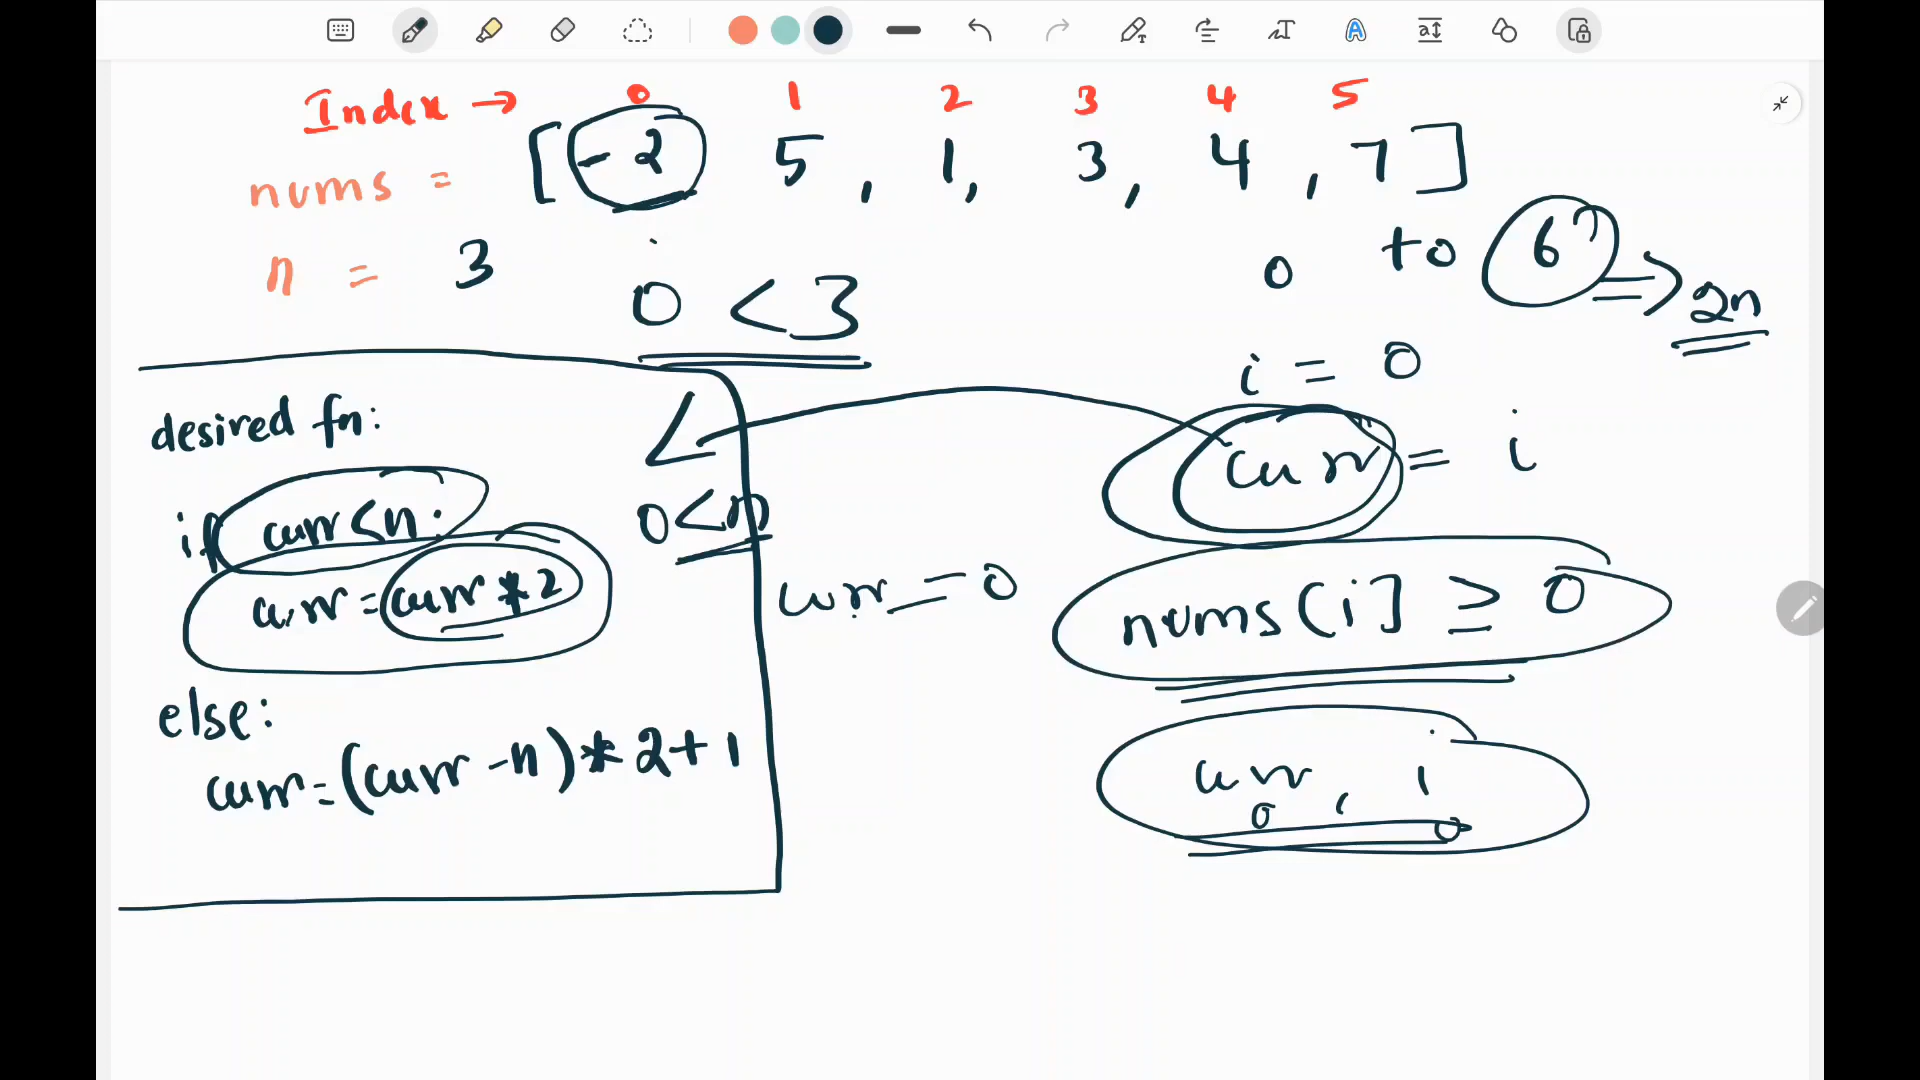 Index → 0 1 2 3 4 5
nums = [ -2 5 , 1 , 3 , 4 , 7 ]
n = 3
0 < 3
0 to 6 ⇒ 2n
i = 0
desired fn:
<
curr = i
if curr < n:
0 < n
curr = curr * 2
curr = 0
nums[i] ≥ 0
else:
curr = (curr - n) * 2 + 1
curr , i
0 0